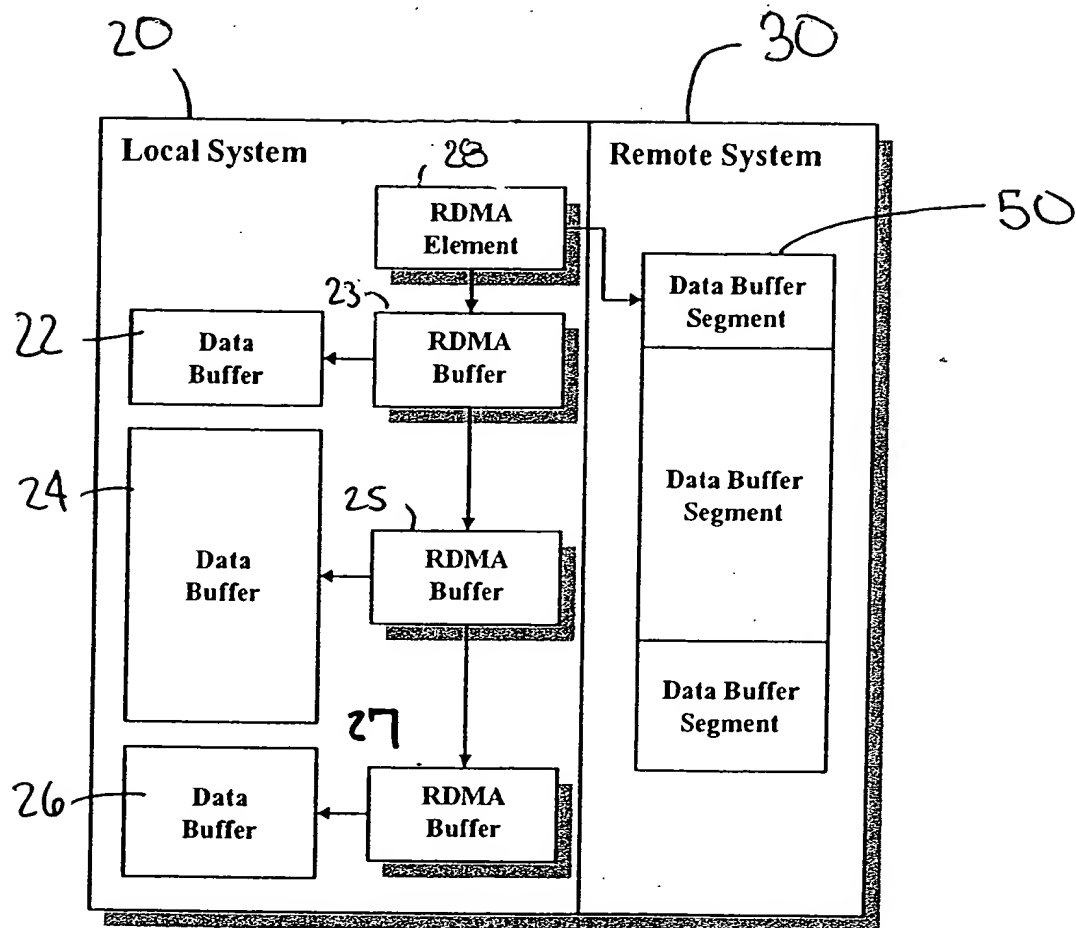 20
30
Local System
Remote System
28
RDMA
Element
50
Data Buffer
Segment
23
RDMA
Buffer
22
Data
Buffer
24
Data Buffer
Segment
25
RDMA
Buffer
Data
Buffer
Data Buffer
Segment
27
RDMA
Buffer
26
Data
Buffer